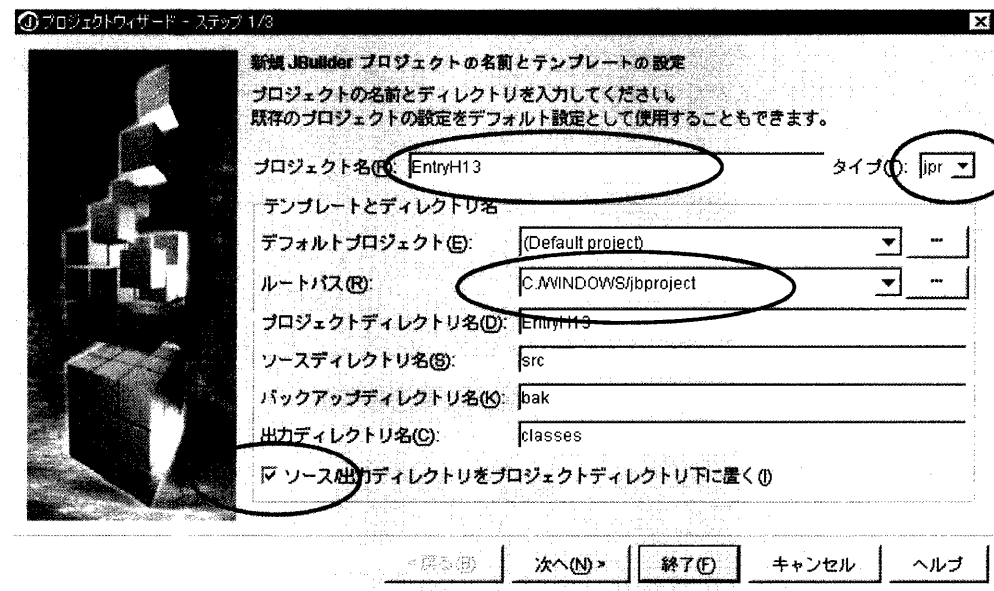 プロジェクトウィザード - ステップ 1/3
新規 JBuilder プロジェクトの名前とテンプレートの設定
プロジェクトの名前とディレクトリを入力してください。
既存のプロジェクトの設定をデフォルト設定として使用することもできます。
プロジェクト名(P): EntryH13 タイプ(T): jpr
テンプレートとディレクトリ名
デフォルトプロジェクト(E): (Default project) ...
ルートパス(R): C:/WINDOWS/jbproject ...
プロジェクトディレクトリ名(D): EntryH13
ソースディレクトリ名(S): src
バックアップディレクトリ名(K): bak
出力ディレクトリ名(C): classes
ソース/出力ディレクトリをプロジェクトディレクトリ下に置く(I)
<戻る(B) 次へ(N) > 終了(F) キャンセル ヘルプ